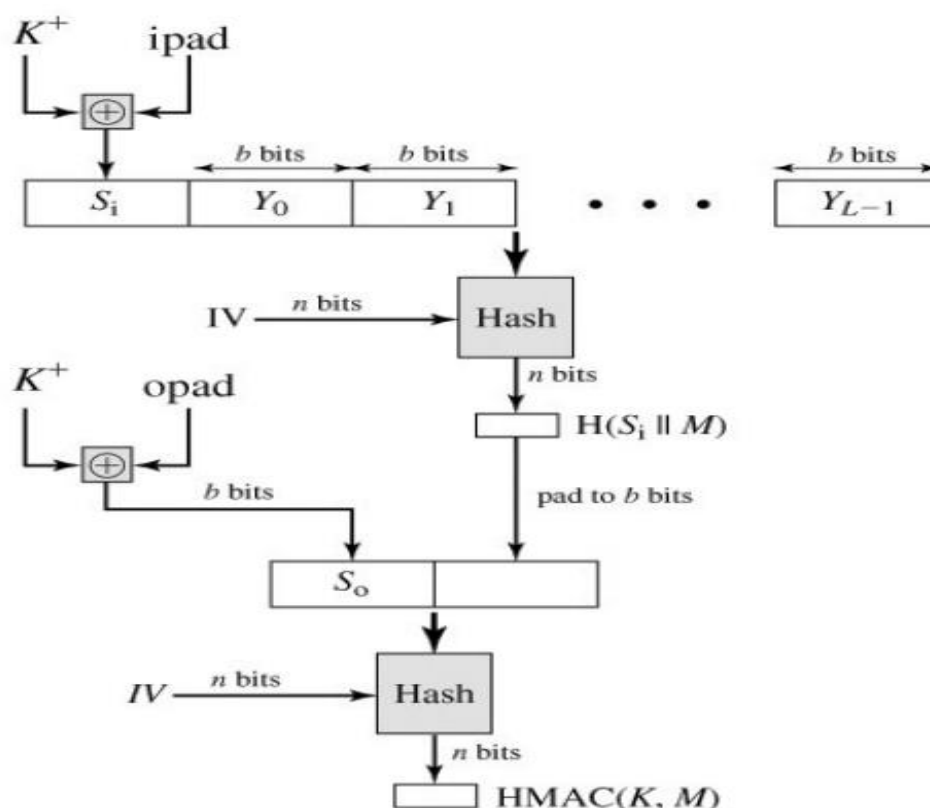 K⁺ ipad
⊕
b bits b bits b bits
Sᵢ Y₀ Y₁ • • • Y_{L−1}
IV n bits Hash
n bits
K⁺ opad
H(Sᵢ || M)
⊕
b bits pad to b bits
Sₒ
IV n bits Hash
n bits
HMAC(K, M)